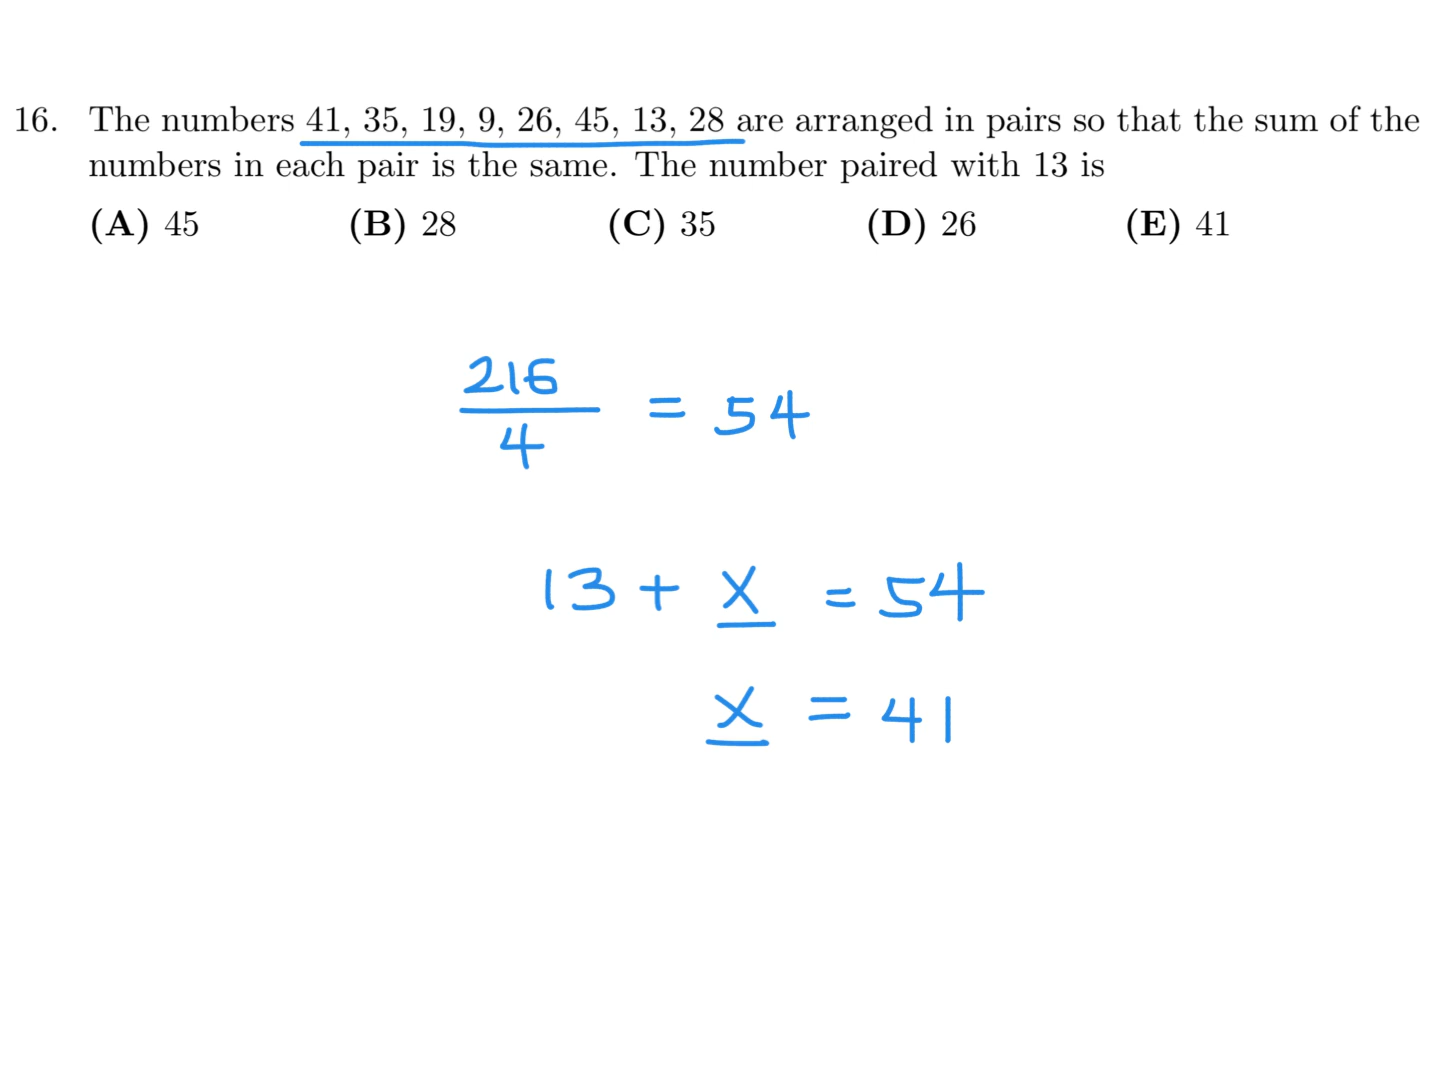 16. The numbers 41, 35, 19, 9, 26, 45, 13, 28 are arranged in pairs so that the sum of the
numbers in each pair is the same. The number paired with 13 is
(A) 45 (B) 28 (C) 35 (D) 26 (E) 41
216
4
= 54
13 + x = 54
x = 41